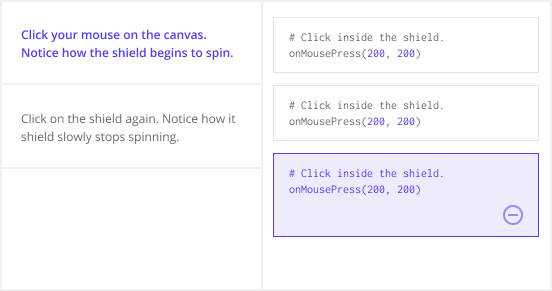 Click your mouse on the canvas.
Notice how the shield begins to spin.
Click on the shield again. Notice how it
shield slowly stops spinning.
# Click inside the shield.
onMousePress(200, 200)
# Click inside the shield.
onMousePress(200, 200)
# Click inside the shield.
onMousePress(200, 200)